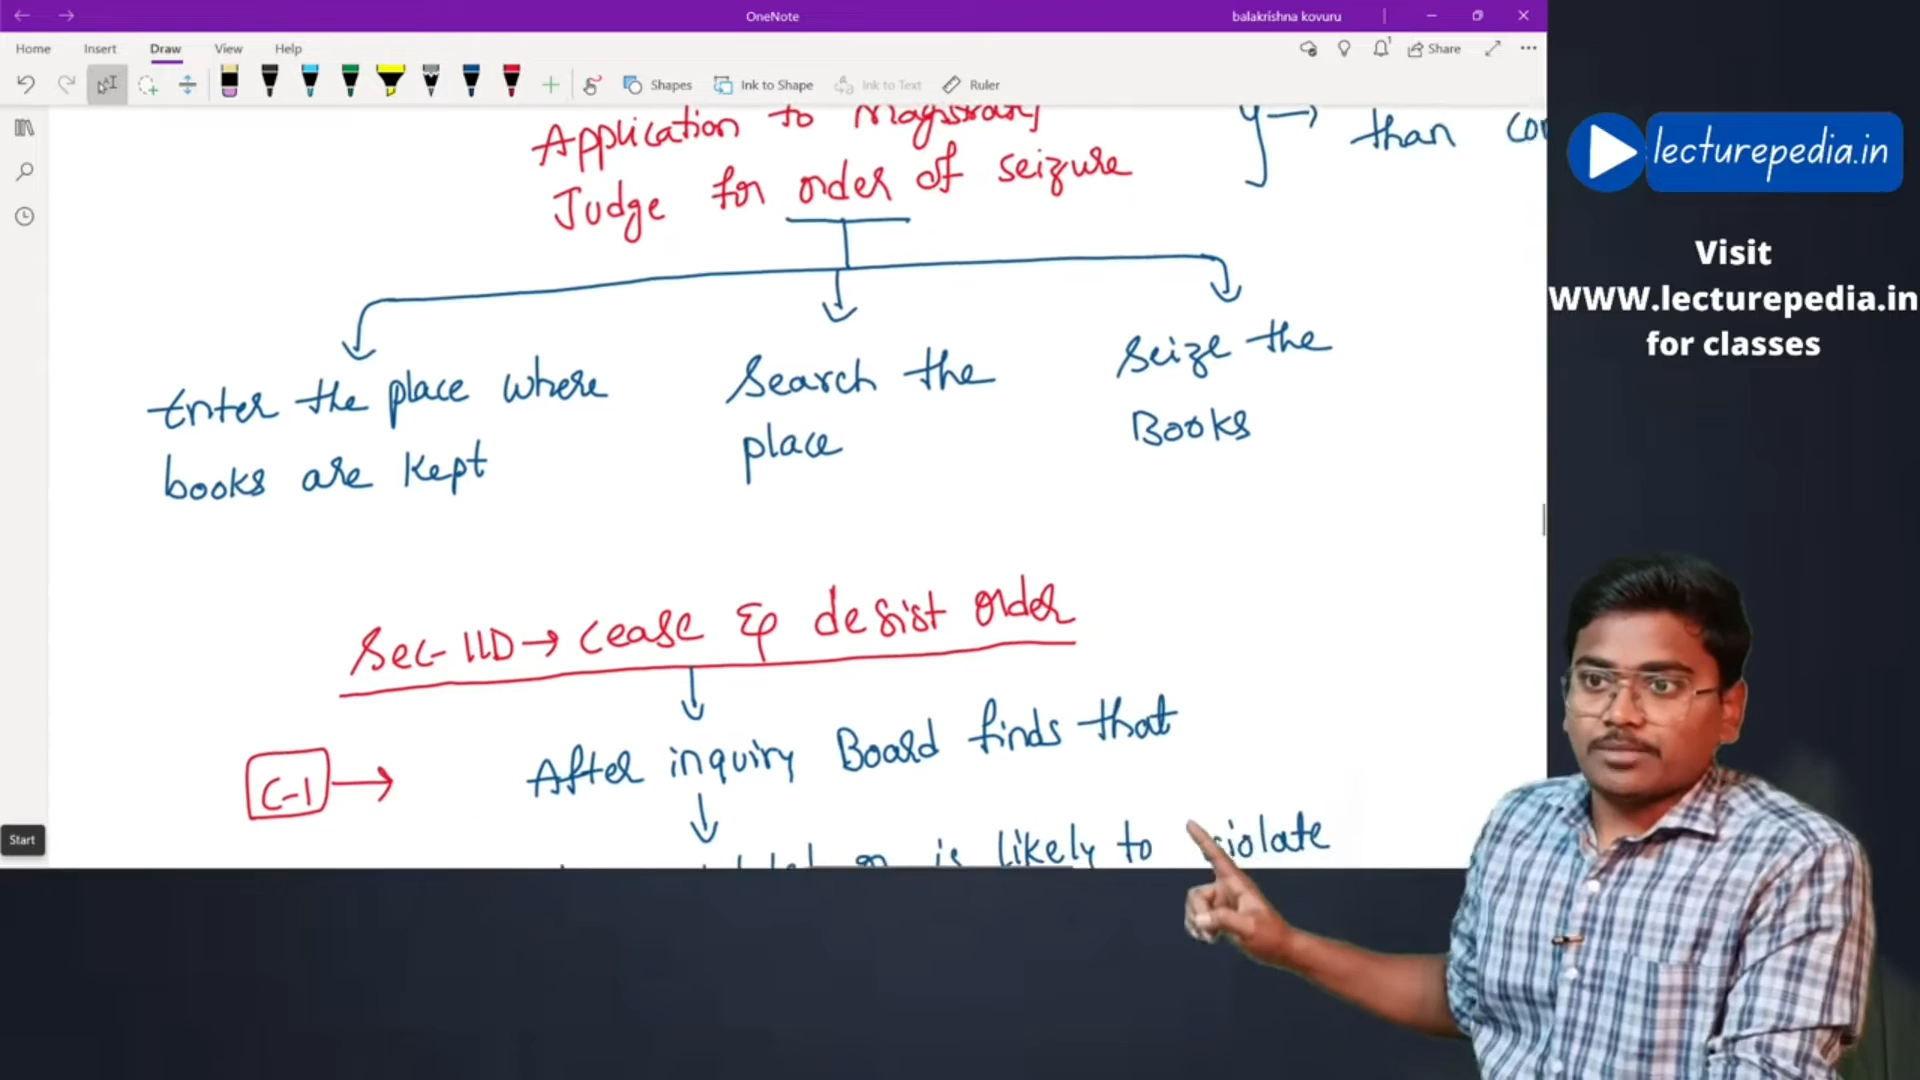 OneNote
balakrishna kovuru
Home Insert Draw View Help
1
Share
Shapes
Ink to Shape
Ink to Text
Ruler
Application to Magistrate/
Judge for order of seizure
than
Enter the place where
books are kept
Search the
place
Seize the
Books
Sec-11D→ cease & desist order
C-1 →
After inquiry Board finds that
is likely to violate
Start
lecturepedia.in
Visit
WWW.lecturepedia.in
for classes